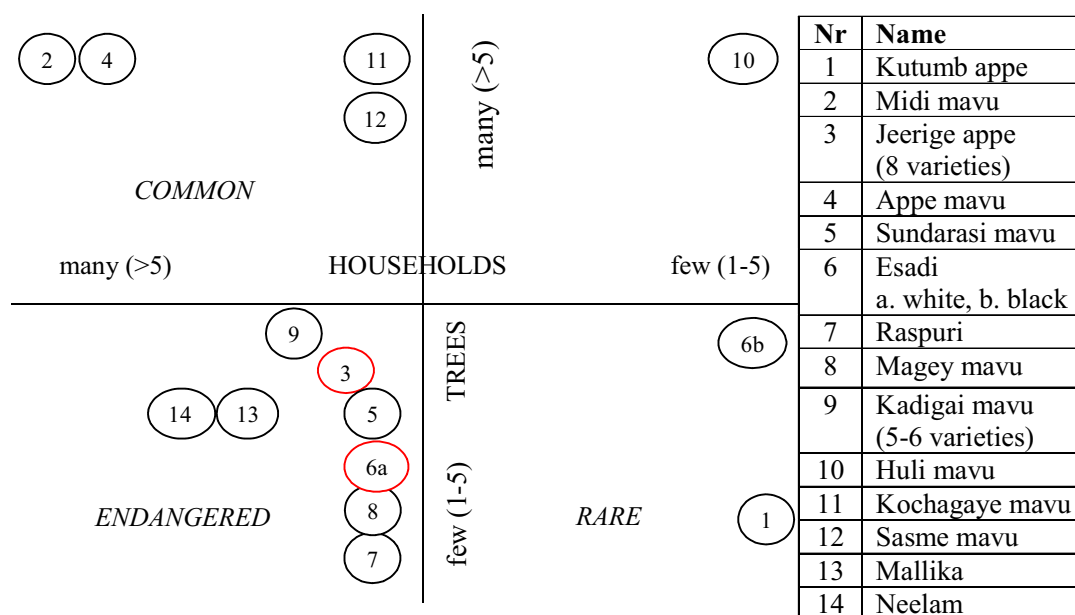 2 4 11 10
12
many (>5)
COMMON
many (>5) HOUSEHOLDS few (1-5)
TREES
9 6b
3
14 13 5
6a
few (1-5)
ENDANGERED 8 RARE 1
7
Nr Name
1 Kutumb appe
2 Midi mavu
3 Jeerige appe
(8 varieties)
4 Appe mavu
5 Sundarasi mavu
6 Esadi
a. white, b. black
7 Raspuri
8 Magey mavu
9 Kadigai mavu
(5-6 varieties)
10 Huli mavu
11 Kochagaye mavu
12 Sasme mavu
13 Mallika
14 Neelam